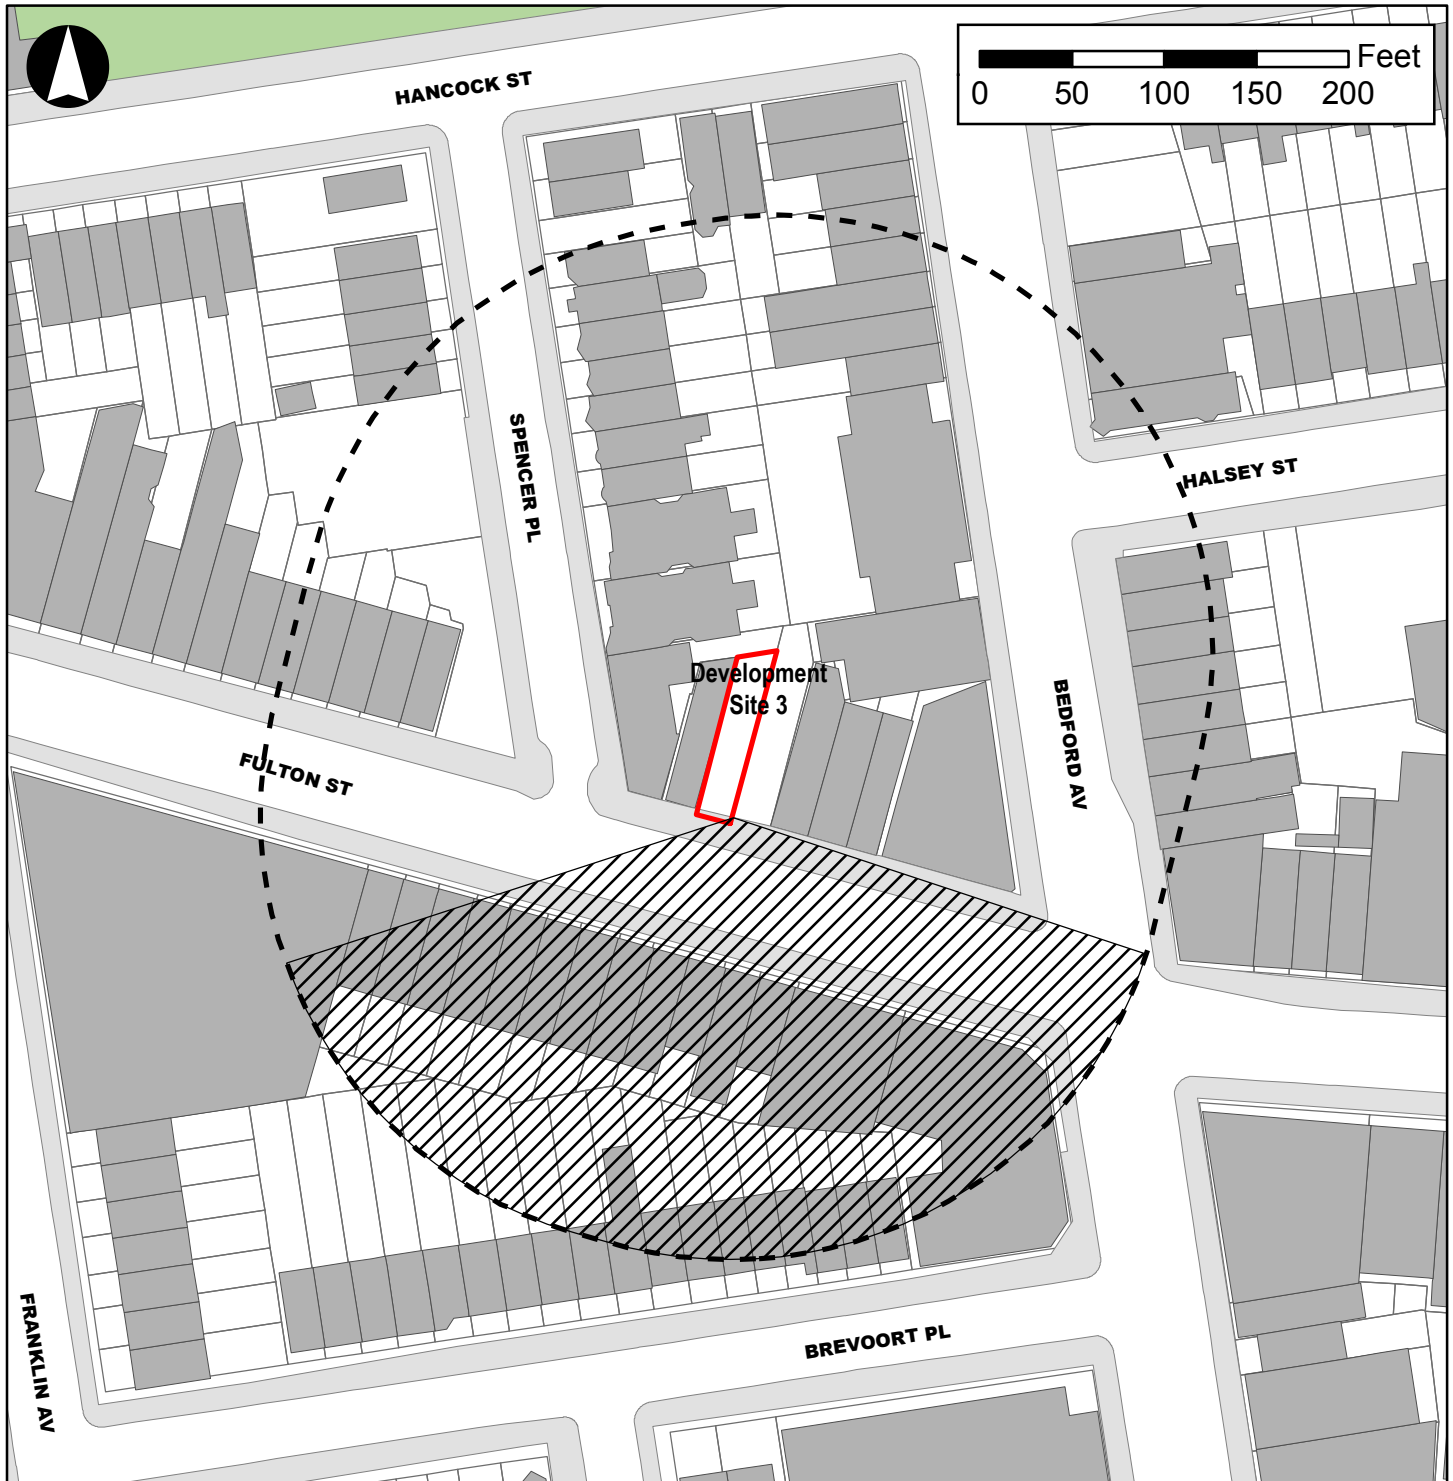 HANCOCK ST
Feet
0 50 100 150 200
SPENCER PL
HALSEY ST
Development
Site 3
BEDFORD AV
FULTON ST
FRANKLIN AV
BREVOORT PL